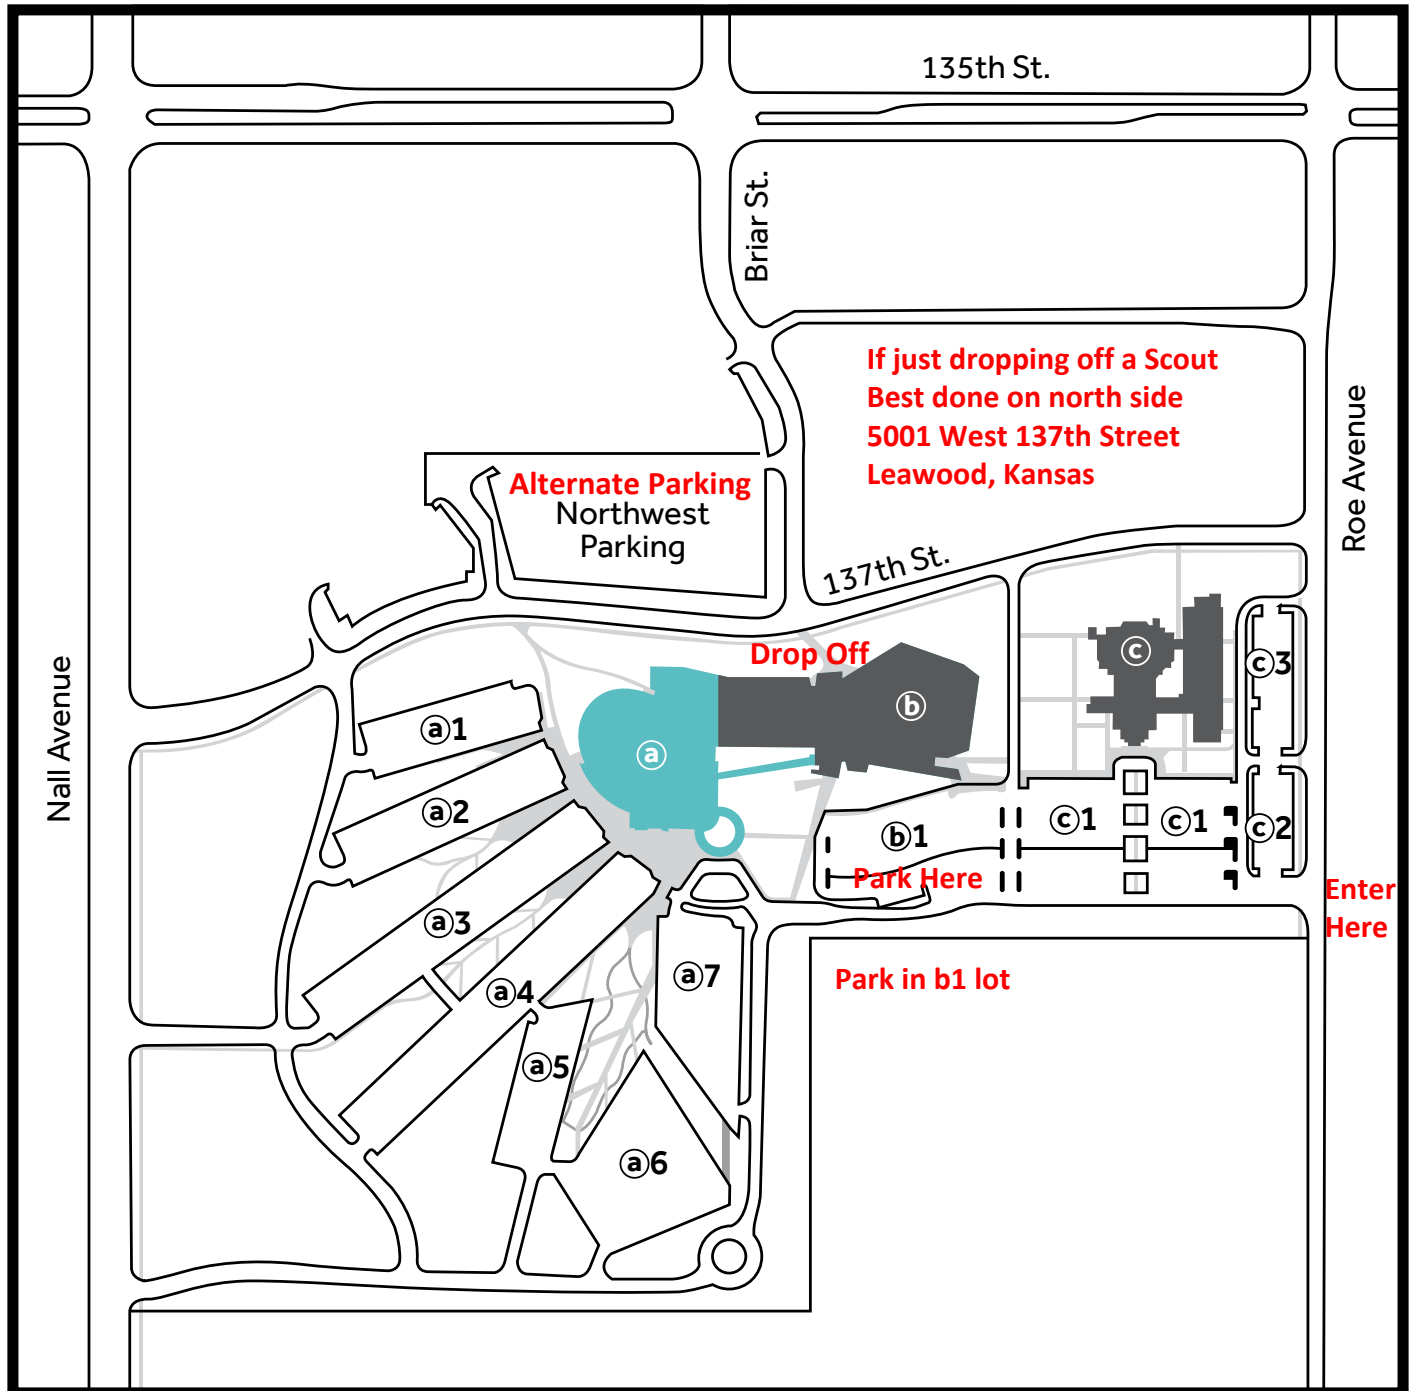 135th St.
Briar St.
If just dropping off a Scout
Best done on north side
5001 West 137th Street
Leawood, Kansas
Roe Avenue
Alternate Parking
Northwest
Parking
137th St.
Drop Off
Nall Avenue
a
b
c
c3
a1
a2
b1
c1
c1
c2
Park Here
Enter
Here
a3
a7
Park in b1 lot
a4
a5
a6